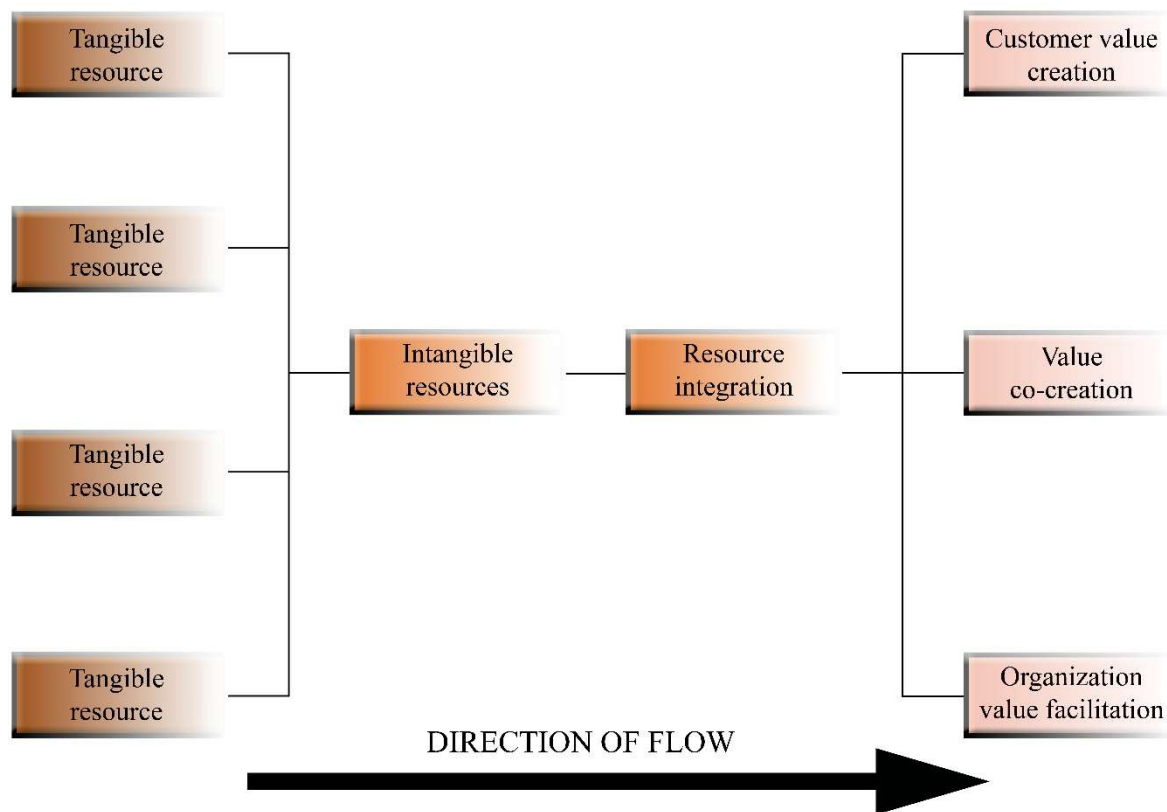 Tangible
resource
Tangible
resource
Tangible
resource
Tangible
resource
Intangible
resources
Resource
integration
Customer value
creation
Value
co-creation
Organization
value facilitation
DIRECTION OF FLOW